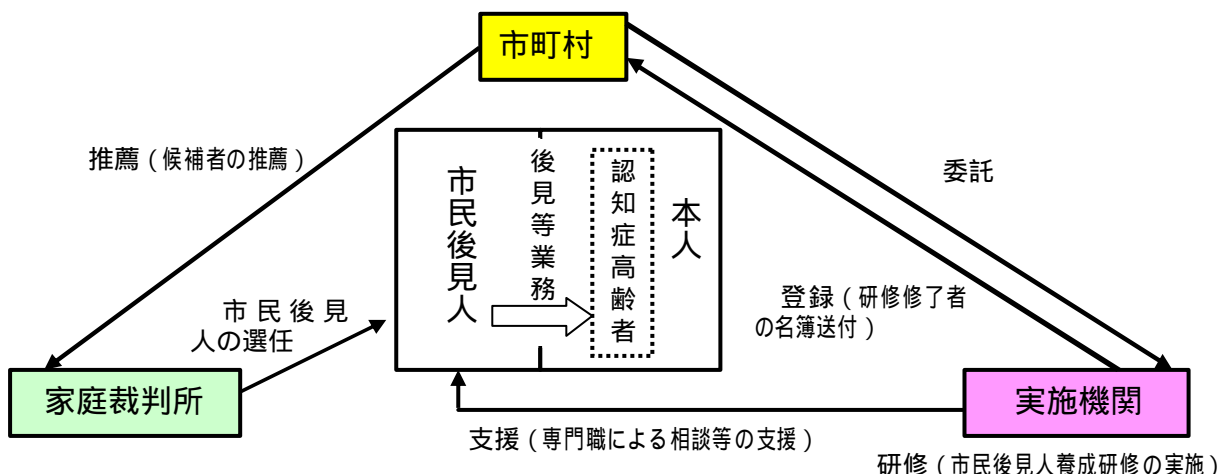 市町村
推薦（候補者の推薦）
委託
市民後見人
後見等業務
認知症高齢者
本人
登録（研修修了者
の名簿送付）
市民後見
人の選任
家庭裁判所
実施機関
支援（専門職による相談等の支援）
研修（市民後見人養成研修の実施）